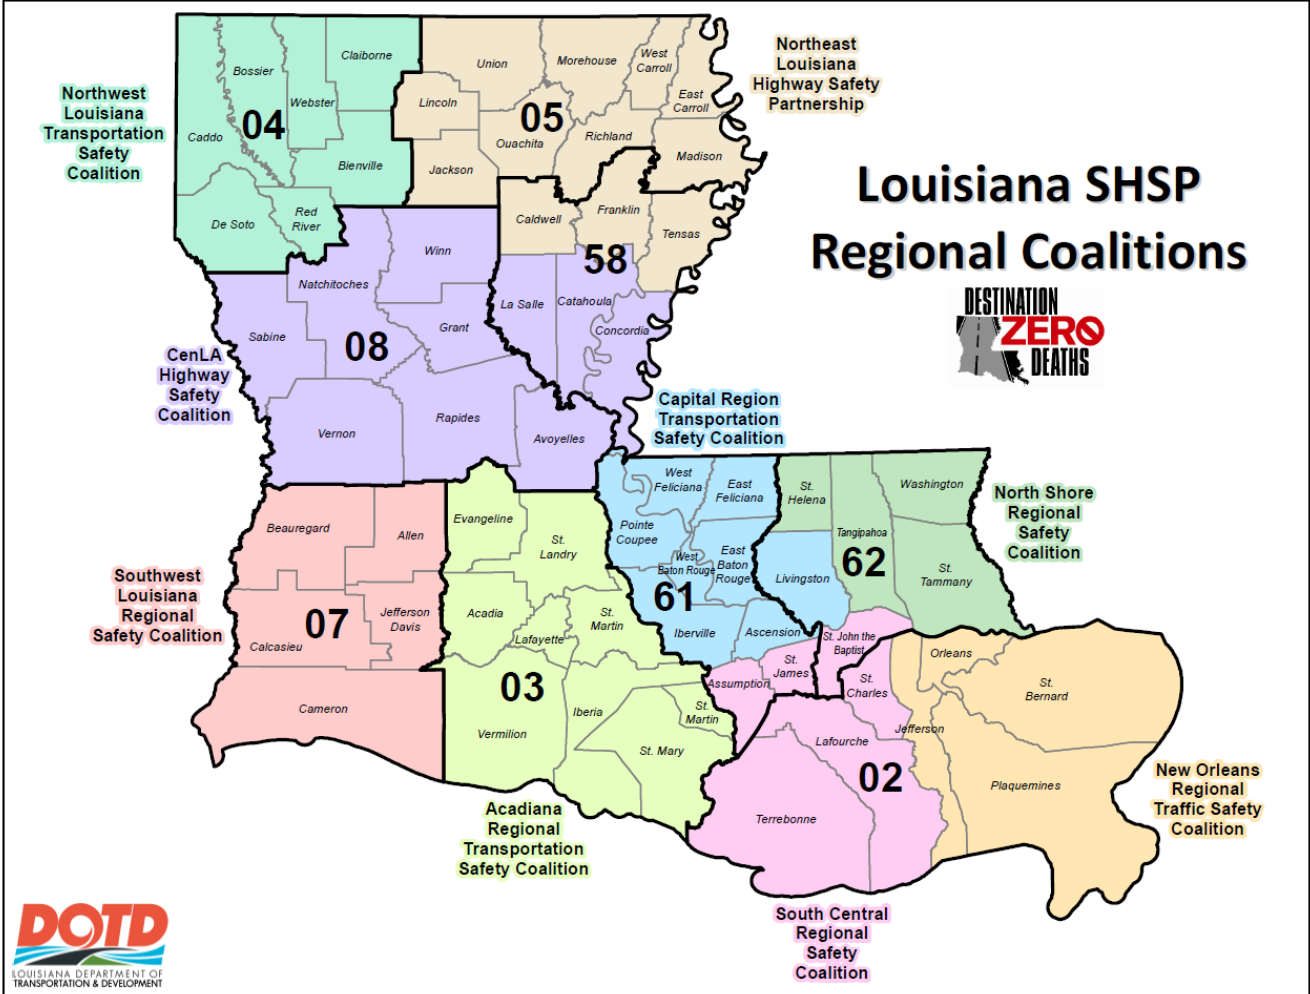 Louisiana SHSP
Regional Coalitions
DESTINATION
ZERO
DEATHS
Northwest
Louisiana
Transportation
Safety
Coalition
Caddo
Bossier
Webster
Claiborne
04
Bienville
De Soto
Red
River
Northeast
Louisiana
Highway Safety
Partnership
Union
Morehouse
West
Carroll
East
Carroll
Lincoln
05
Ouachita
Richland
Madison
Jackson
Caldwell
Franklin
Tensas
58
La Salle
Catahoula
Concordia
CenLA
Highway
Safety
Coalition
Winn
Natchitoches
Sabine
08
Grant
Vernon
Rapides
Avoyelles
Capital Region
Transportation
Safety Coalition
West
Feliciana
East
Feliciana
Pointe
Coupee
West
Baton Rouge
East
Baton
Rouge
61
Iberville
Ascension
Livingston
North Shore
Regional
Safety
Coalition
St.
Helena
Tangipahoa
62
Washington
St.
Tammany
Southwest
Louisiana
Regional
Safety Coalition
Beauregard
Allen
07
Calcasieu
Jefferson
Davis
Cameron
Evangeline
St.
Landry
Acadia
Lafayette
St.
Martin
03
Vermilion
Iberia
St.
Martin
St. Mary
Acadiana
Regional
Transportation
Safety Coalition
Assumption
St.
James
St. John the
Baptist
St.
Charles
Lafourche
02
Terrebonne
South Central
Regional
Safety
Coalition
Orleans
St.
Bernard
Jefferson
Plaquemines
New Orleans
Regional
Traffic Safety
Coalition
DOTD
LOUISIANA DEPARTMENT OF
TRANSPORTATION & DEVELOPMENT